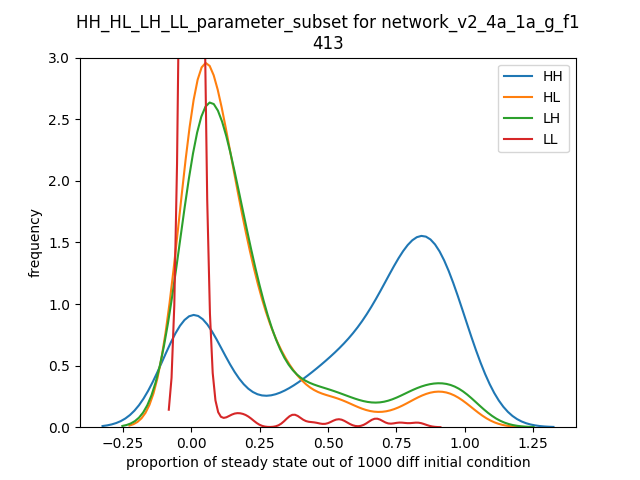 HH_HL_LH_LL_parameter_subset for network_v2_4a_1a_g_f1
413
3.0
2.5
2.0
1.5
1.0
0.5
0.0
frequency
HH
HL
LH
LL
−0.25 0.00 0.25 0.50 0.75 1.00 1.25
proportion of steady state out of 1000 diff initial condition